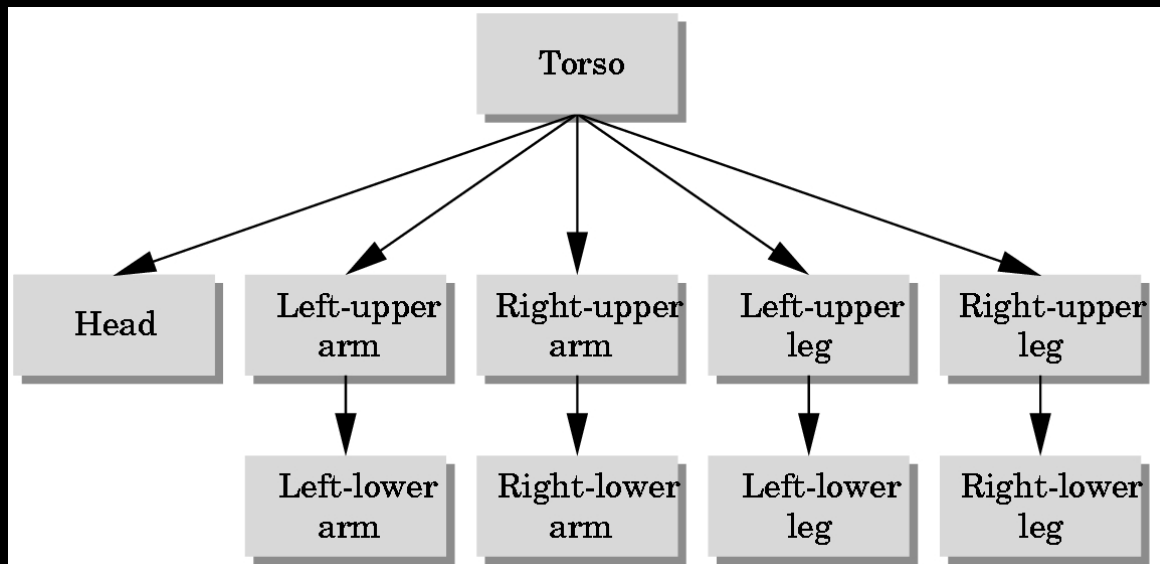 Torso
Head
Left-upper
arm
Right-upper
arm
Left-upper
leg
Right-upper
leg
Left-lower
arm
Right-lower
arm
Left-lower
leg
Right-lower
leg